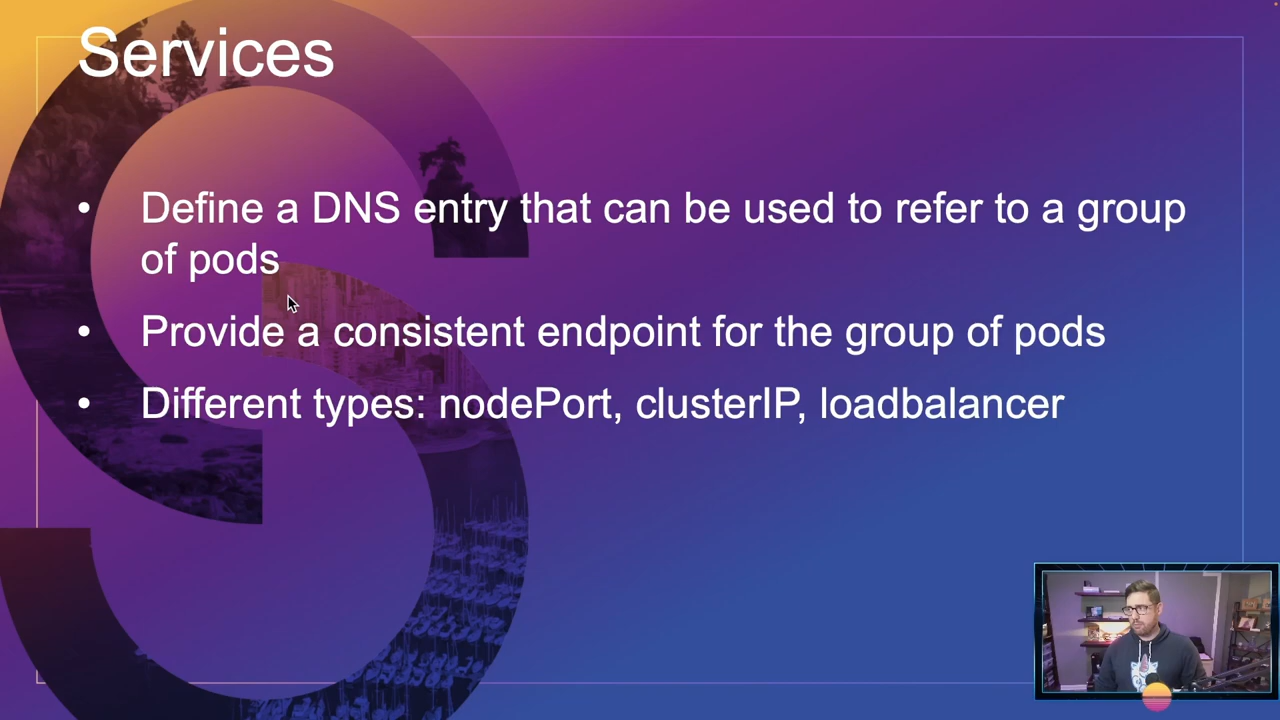 Services
• Define a DNS entry that can be used to refer to a group
of pods
• Provide a consistent endpoint for the group of pods
• Different types: nodePort, clusterIP, loadbalancer